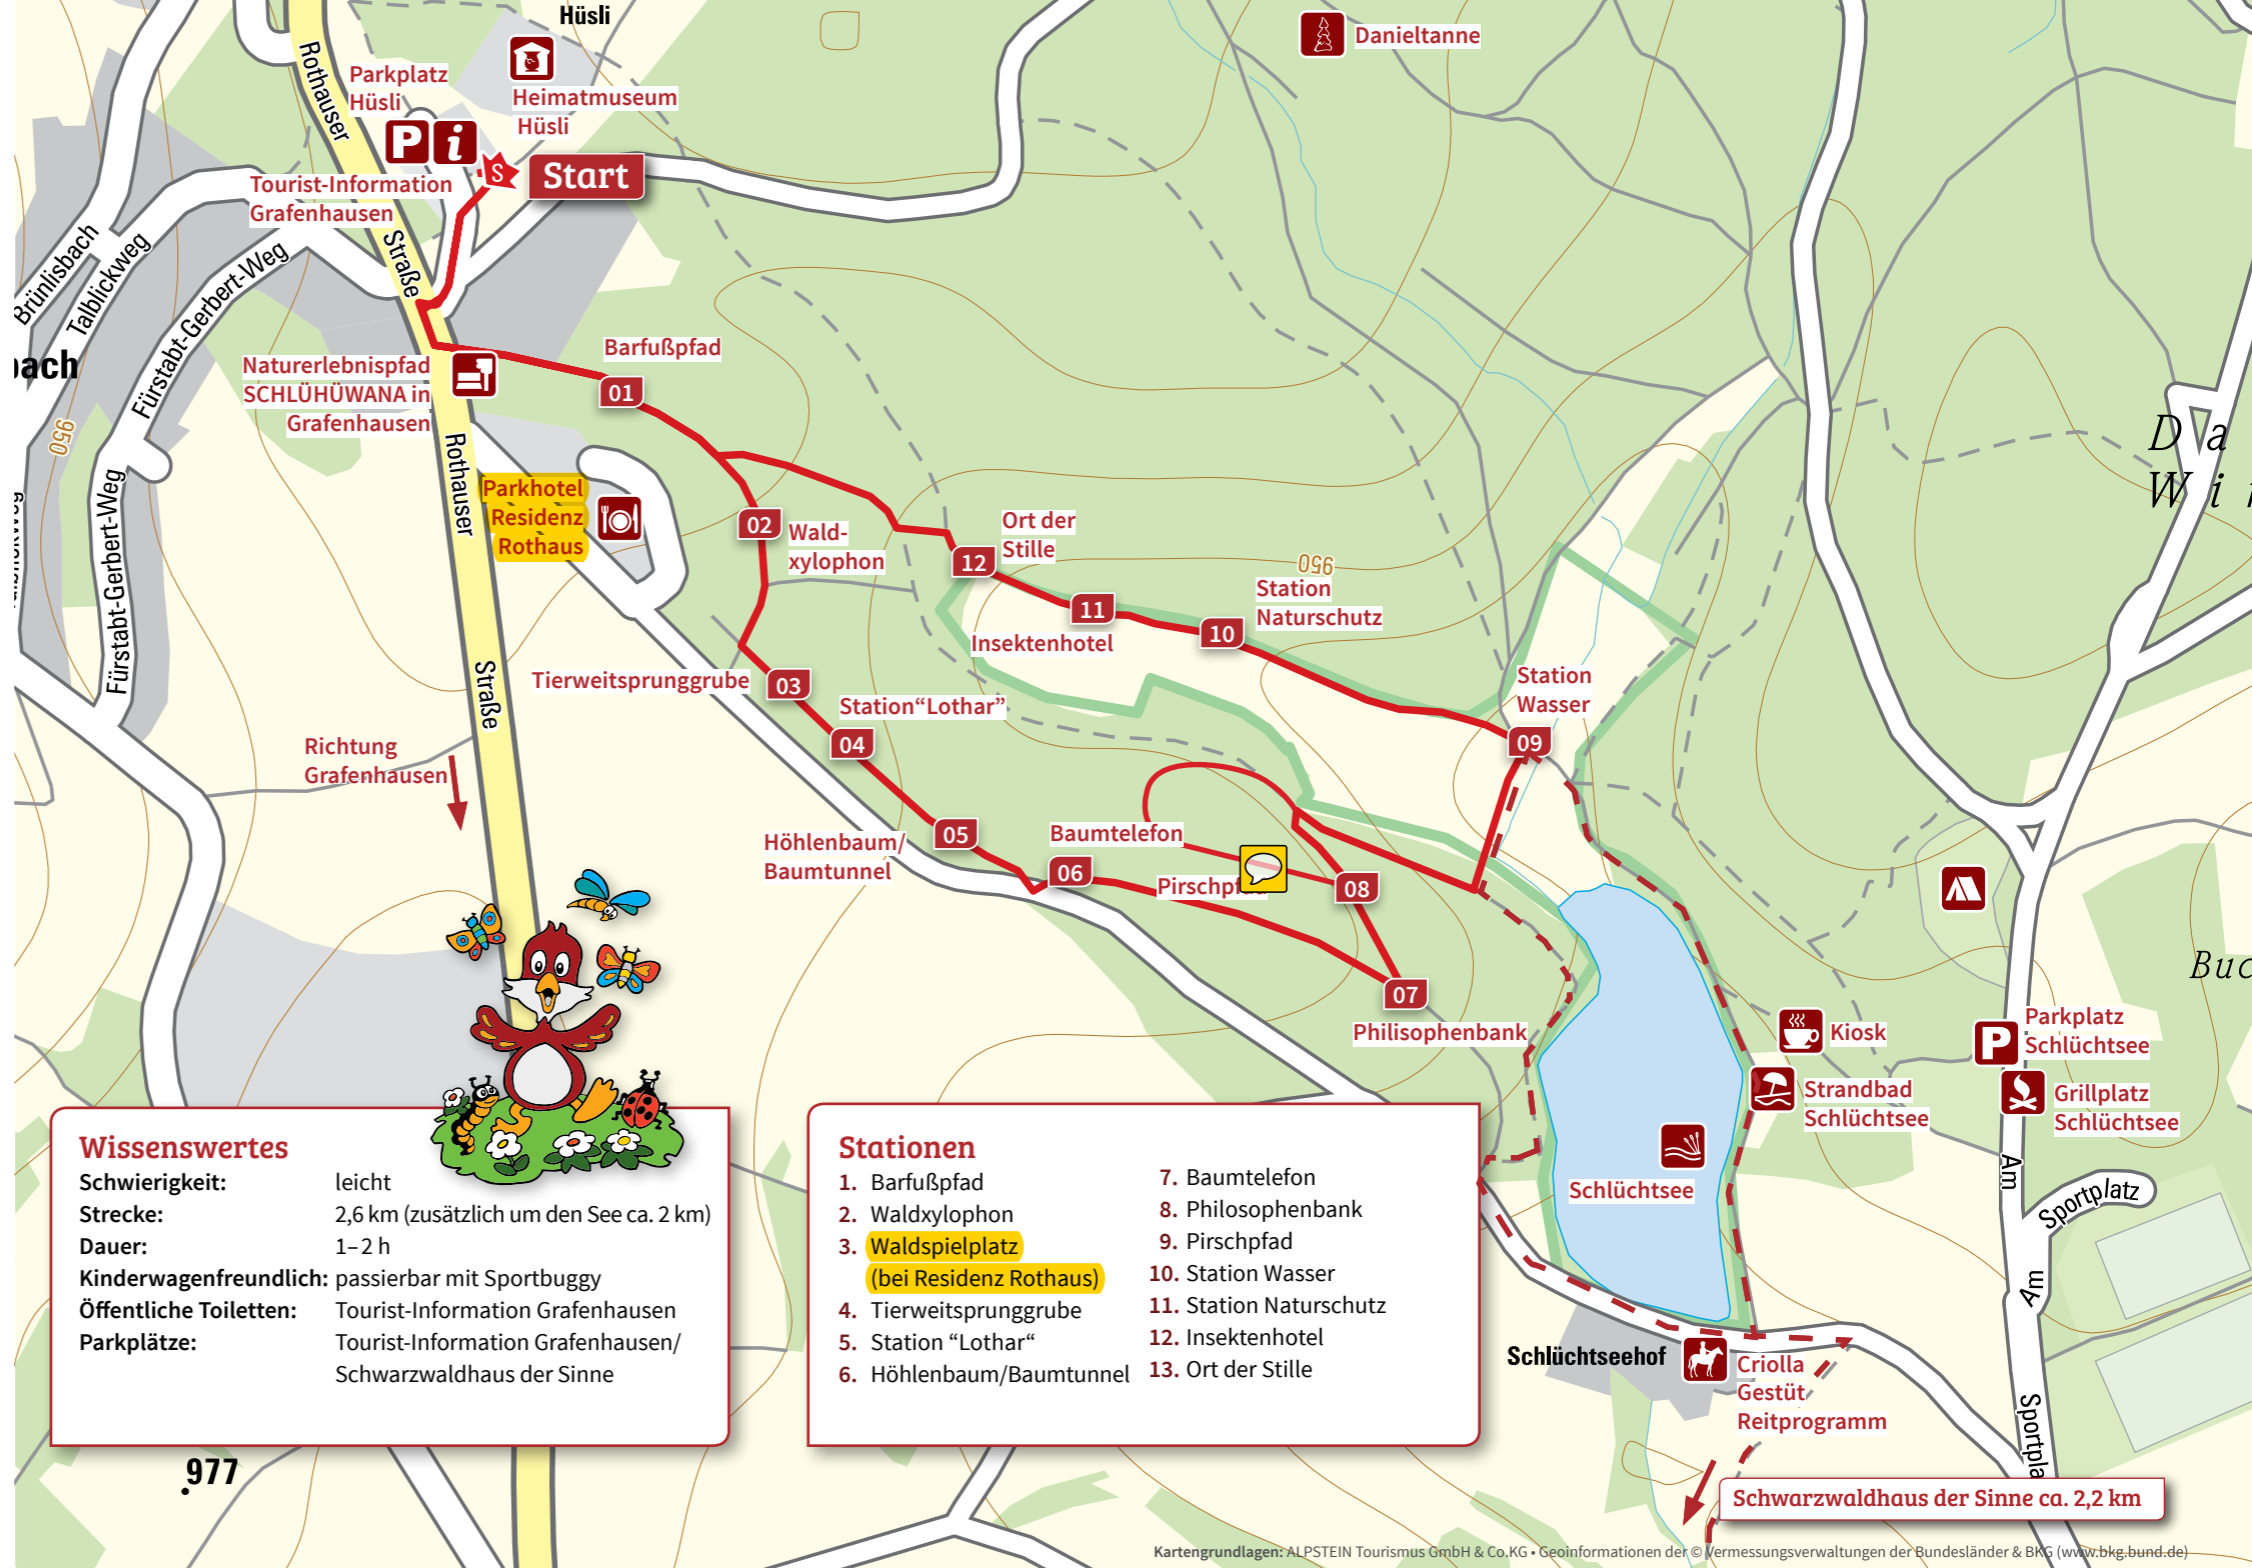 Hüsli
Danieltanne
Rothauser
Parkplatz
Hüsli
Heimatmuseum
Hüsli
P
i
S
Start
Tourist-Information
Grafenhausen
Straße
Brünlisbach
Talblickweg
Fürstabt-Gerbert-Weg
Barfußpfad
01
Naturerlebnispfad
SCHLÜHÜWANA in
Grafenhausen
950
Rothauser
Fürstabt-Gerbert-Weg
Parkhotel
Residenz
Rothaus
02
Wald-
xylophon
Ort der
Stille
12
950
11
Insektenhotel
Station
Naturschutz
10
Straße
Tierweitsprunggrube
03
Station“Lothar”
04
Station
Wasser
09
Richtung
Grafenhausen
Höhlenbaum/
Baumtunnel
05
Baumtelefon
06
08
07
Philisophenbank
Kiosk
P
Parkplatz
Schlüchtsee
Strandbad
Schlüchtsee
Grillplatz
Schlüchtsee
Schlüchtsee
Am
Sportplatz
Am
Schlüchtseehof
Criolla
Gestüt
Reitprogramm
Wissenswertes
Schwierigkeit: leicht
Strecke: 2,6 km (zusätzlich um den See ca. 2 km)
Dauer: 1–2 h
Kinderwagenfreundlich: passierbar mit Sportbuggy
Öffentliche Toiletten: Tourist-Information Grafenhausen
Parkplätze: Tourist-Information Grafenhausen/
Schwarzwaldhaus der Sinne
Stationen
1. Barfußpfad
2. Waldxylophon
3. Waldspielplatz
(bei Residenz Rothaus)
4. Tierweitsprunggrube
5. Station “Lothar“
6. Höhlenbaum/Baumtunnel
7. Baumtelefon
8. Philosophenbank
9. Pirschpfad
10. Station Wasser
11. Station Naturschutz
12. Insektenhotel
13. Ort der Stille
977
Schwarzwaldhaus der Sinne ca. 2,2 km
Kartengrundlagen: ALPSTEIN Tourismus GmbH & Co.KG • Geoinformationen der © Vermessungsverwaltungen der Bundesländer & BKG (www.bkg.bund.de)